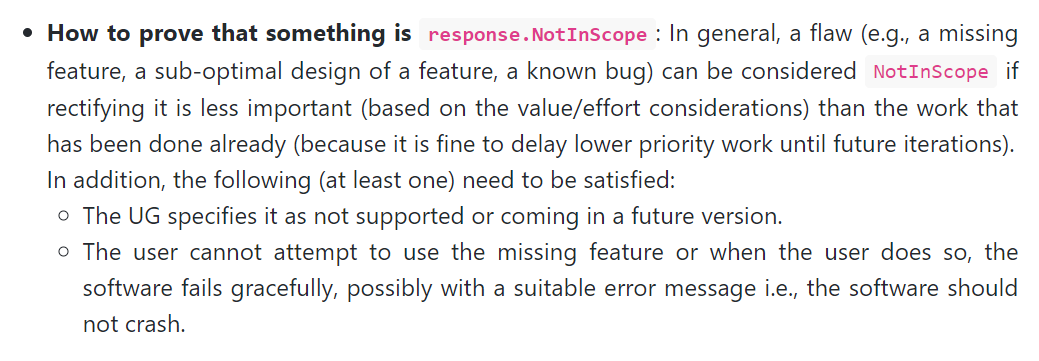 • How to prove that something is response.NotInScope: In general, a flaw (e.g., a missing
feature, a sub-optimal design of a feature, a known bug) can be considered NotInScope if
rectifying it is less important (based on the value/effort considerations) than the work that
has been done already (because it is fine to delay lower priority work until future iterations).
In addition, the following (at least one) need to be satisfied:
◦ The UG specifies it as not supported or coming in a future version.
◦ The user cannot attempt to use the missing feature or when the user does so, the
software fails gracefully, possibly with a suitable error message i.e., the software should
not crash.